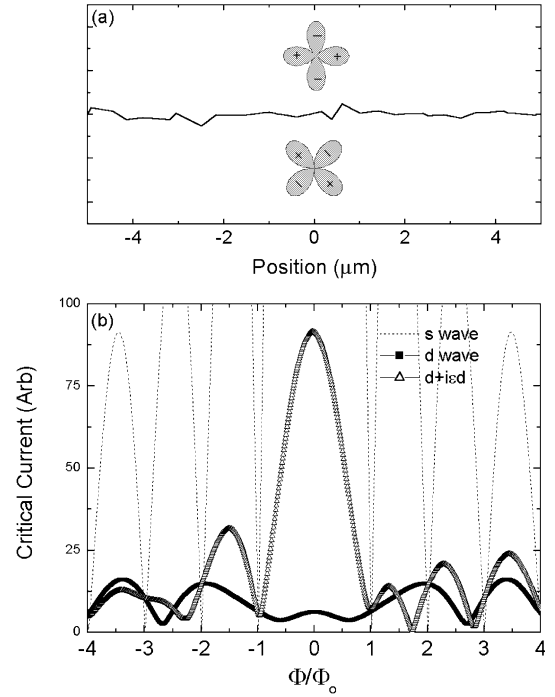 (a)
+ − +
−
-4 -2 0 2 4
Position (μm)
(b)
100
75
50
25
0
Critical Current (Arb)
s wave
d wave
d+iεd
-4 -3 -2 -1 0 1 2 3 4
Φ/Φo